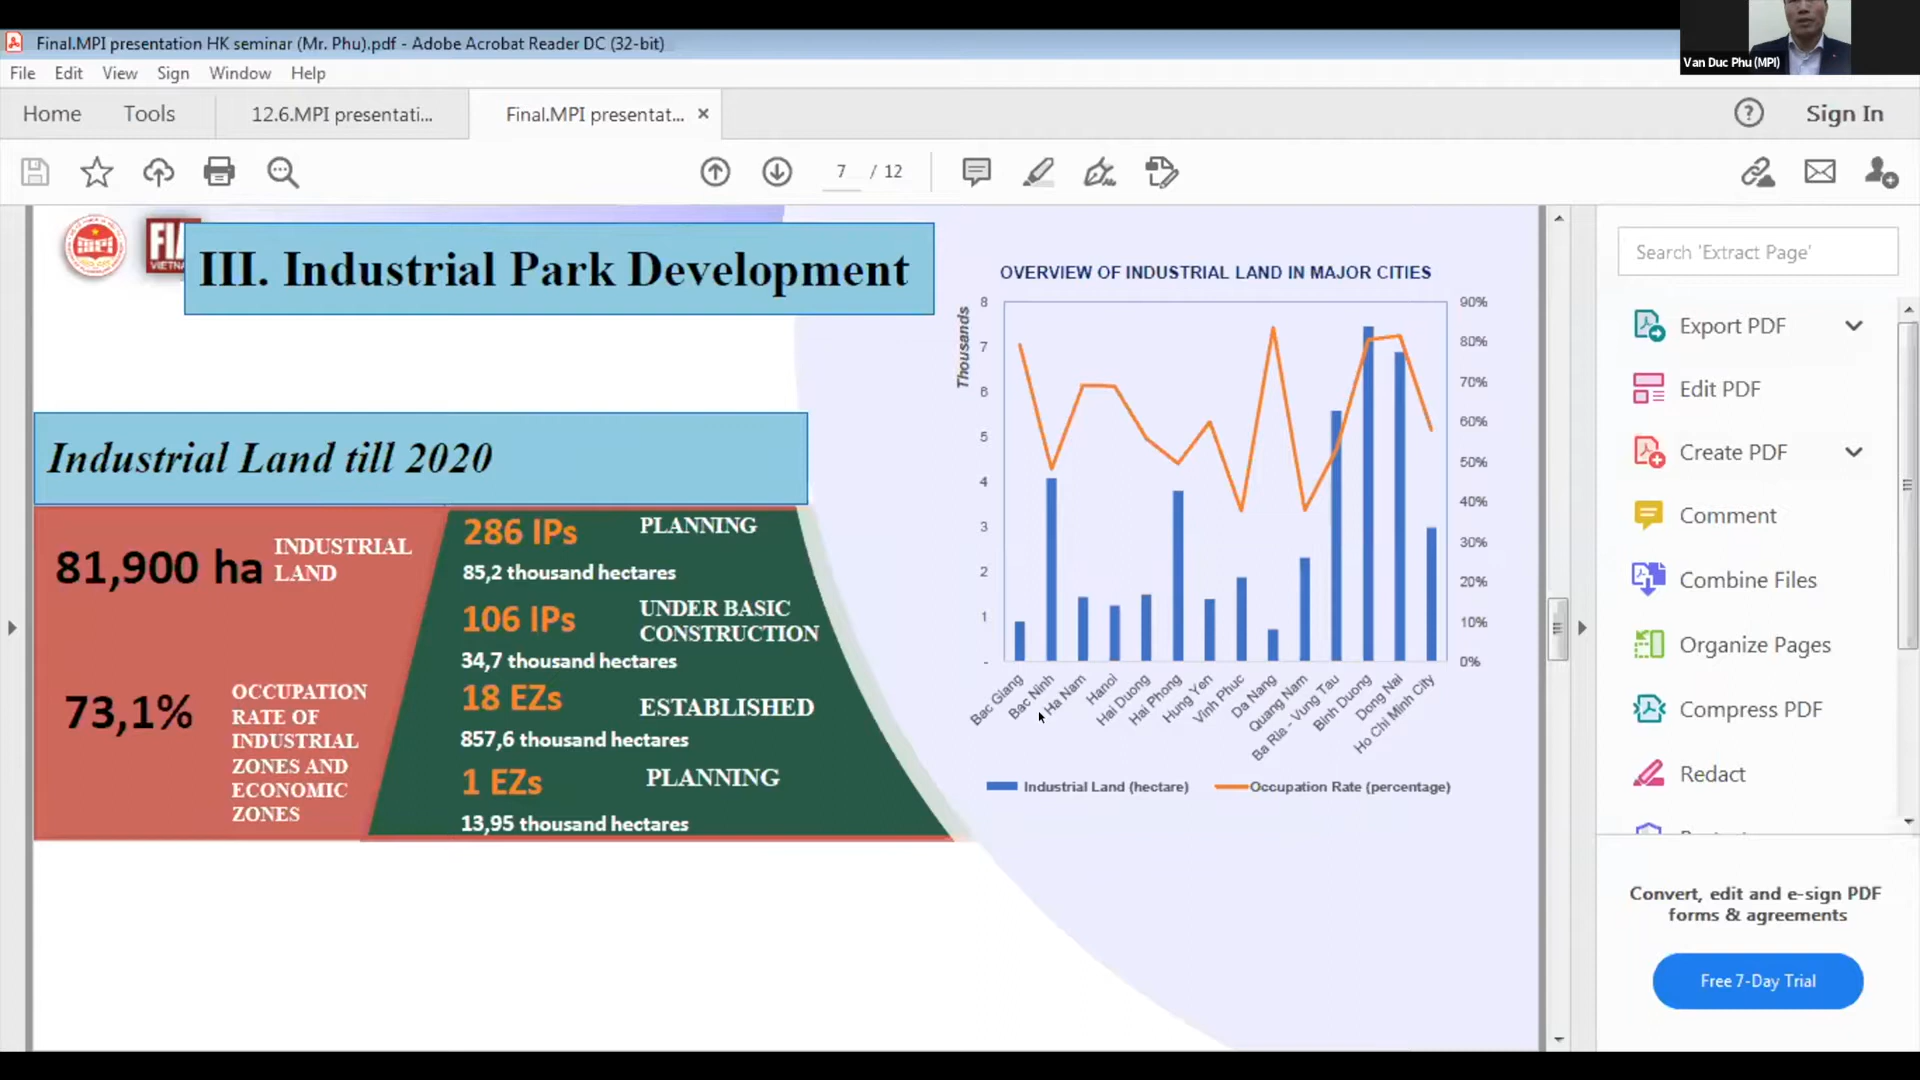 Final.MPI presentation HK seminar (Mr. Phu).pdf - Adobe Acrobat Reader DC (32-bit)
Van Duc Phu (MPI)
File Edit View Sign Window Help
Home Tools 12.6.MPI presentati... Final.MPI presentat... Sign In
7 / 12
MPI
VIETNA
III. Industrial Park Development
Industrial Land till 2020
81,900 ha
INDUSTRIAL
LAND
73,1%
OCCUPATION
RATE OF
INDUSTRIAL
ZONES AND
ECONOMIC
ZONES
286 IPs PLANNING
85,2 thousand hectares
106 IPs
UNDER BASIC
CONSTRUCTION
34,7 thousand hectares
18 EZs ESTABLISHED
857,6 thousand hectares
1 EZs PLANNING
13,95 thousand hectares
OVERVIEW OF INDUSTRIAL LAND IN MAJOR CITIES
Thousands
8
7
6
5
4
3
2
1
-
90%
80%
70%
60%
50%
40%
30%
20%
10%
0%
Bac Giang
Bac Ninh
Ha Nam
Hanoi
Hai Duong
Hai Phong
Hung Yen
Vinh Phuc
Da Nang
Quang Nam
Ba Ria - Vung Tau
Binh Duong
Dong Nai
Ho Chi Minh City
Industrial Land (hectare) Occupation Rate (percentage)
Search 'Extract Page'
Export PDF
Edit PDF
Create PDF
Comment
Combine Files
Organize Pages
Compress PDF
Redact
Convert, edit and e-sign PDF
forms & agreements
Free 7-Day Trial